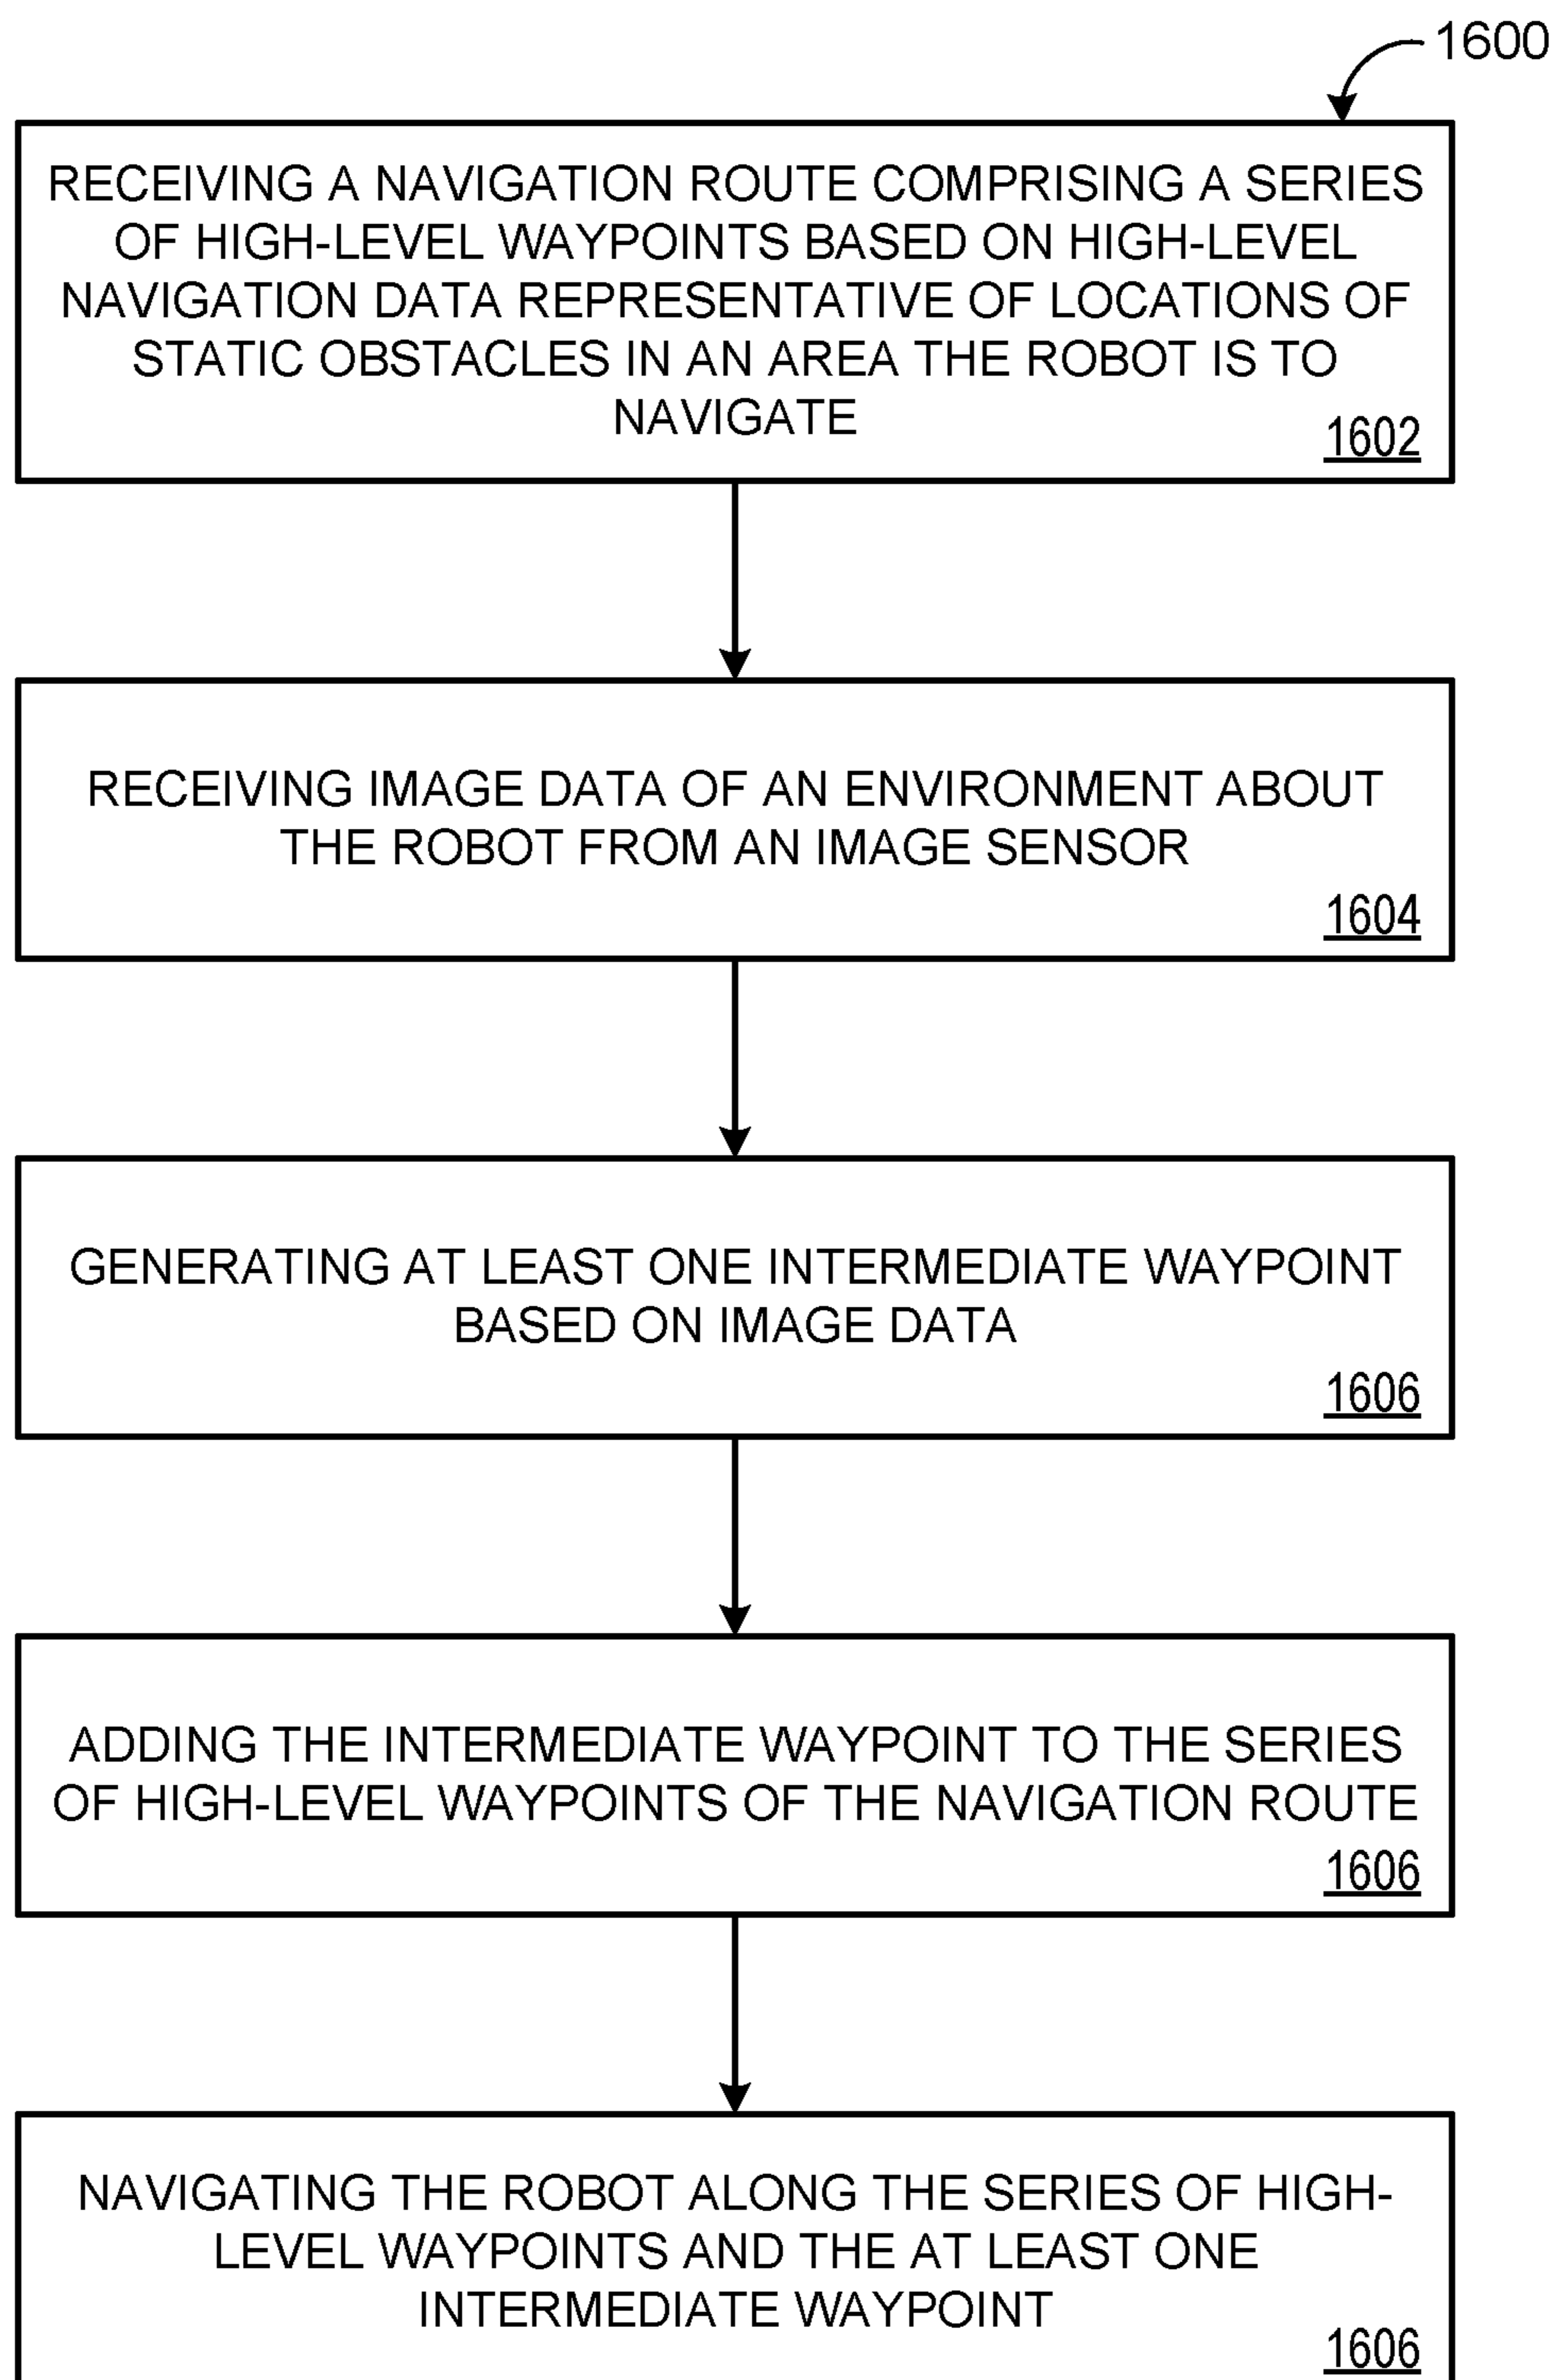 1600
RECEIVING A NAVIGATION ROUTE COMPRISING A SERIES
OF HIGH-LEVEL WAYPOINTS BASED ON HIGH-LEVEL
NAVIGATION DATA REPRESENTATIVE OF LOCATIONS OF
STATIC OBSTACLES IN AN AREA THE ROBOT IS TO
NAVIGATE
1602
RECEIVING IMAGE DATA OF AN ENVIRONMENT ABOUT
THE ROBOT FROM AN IMAGE SENSOR
1604
GENERATING AT LEAST ONE INTERMEDIATE WAYPOINT
BASED ON IMAGE DATA
1606
ADDING THE INTERMEDIATE WAYPOINT TO THE SERIES
OF HIGH-LEVEL WAYPOINTS OF THE NAVIGATION ROUTE
1606
NAVIGATING THE ROBOT ALONG THE SERIES OF HIGH-
LEVEL WAYPOINTS AND THE AT LEAST ONE
INTERMEDIATE WAYPOINT
1606